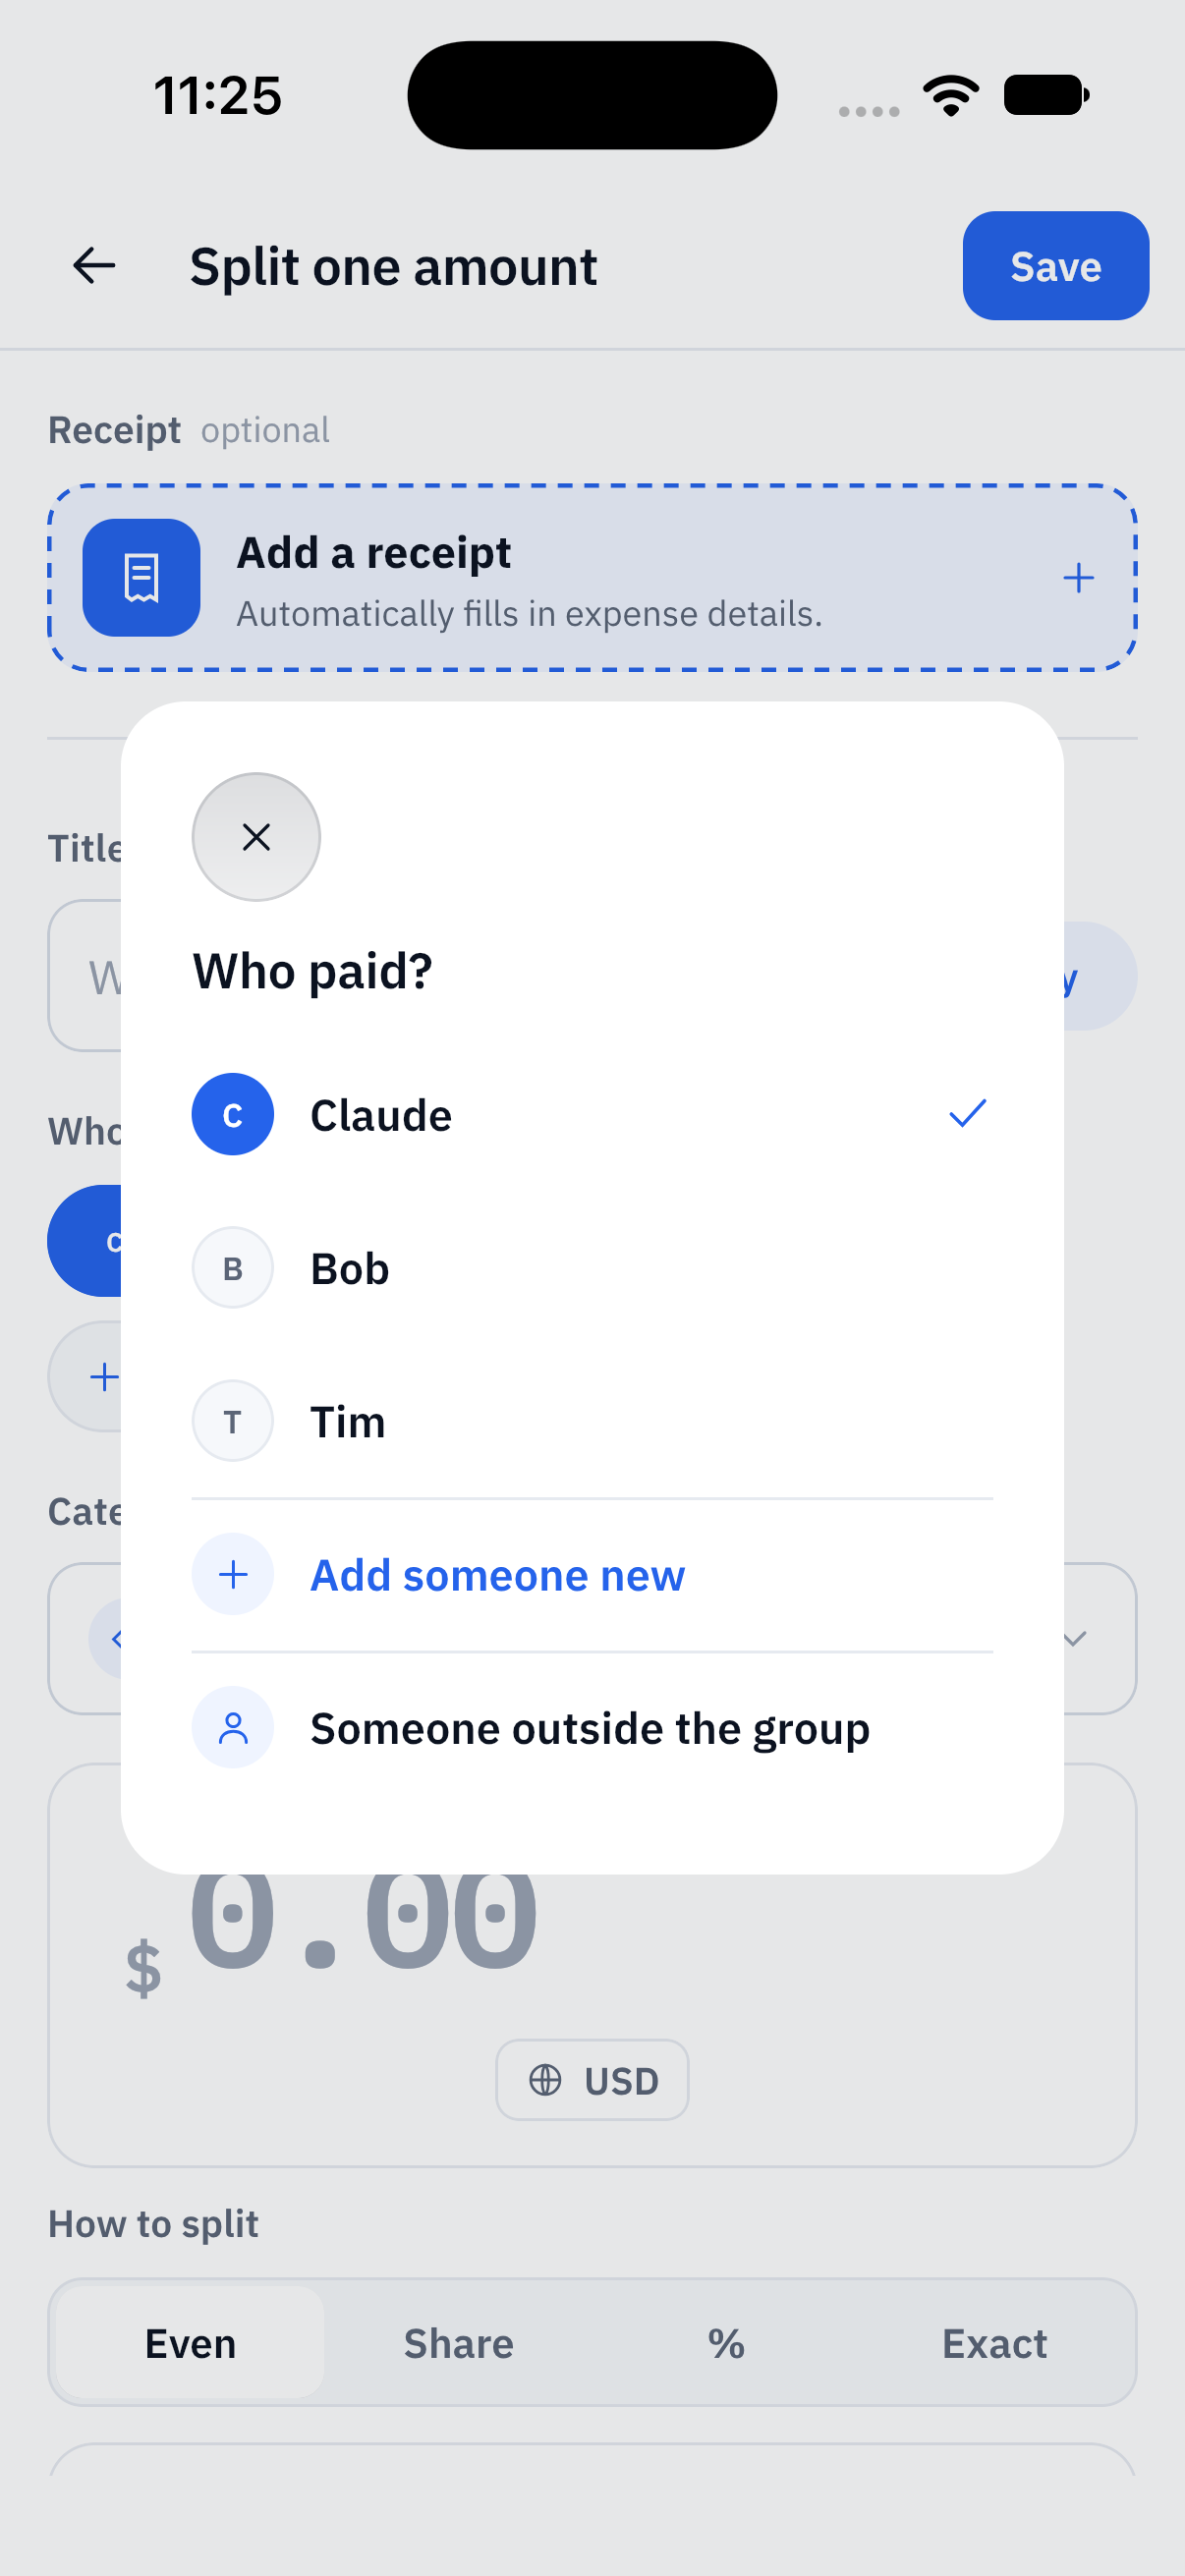 11:25
Split one amount
Save
Receipt optional
Add a receipt
Automatically fills in expense details.
Title
Who paid?
C Claude
B Bob
T Tim
Add someone new
Someone outside the group
$ 0.00
USD
How to split
Even Share % Exact